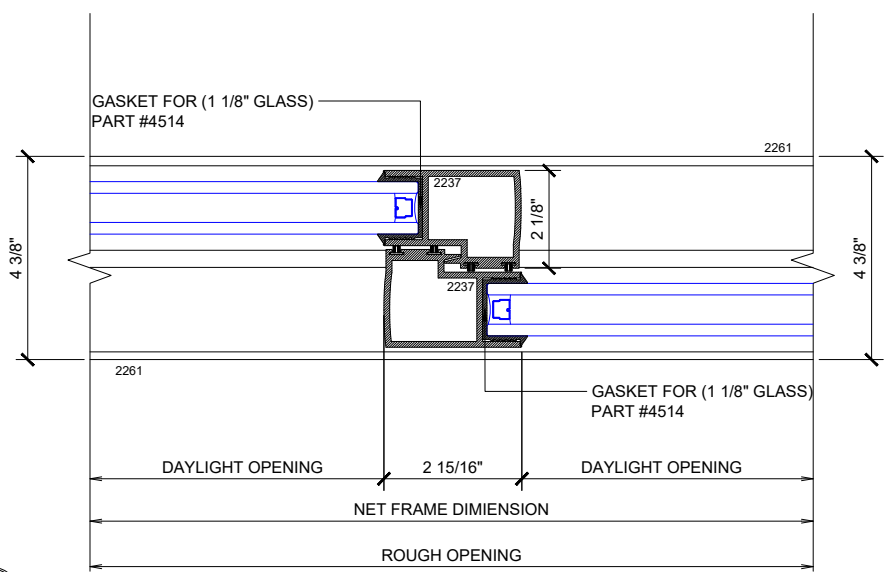 GASKET FOR (1 1/8" GLASS)
PART #4514
2261
2237
2 1/8"
4 3/8"
4 3/8"
2237
2261
GASKET FOR (1 1/8" GLASS)
PART #4514
DAYLIGHT OPENING
2 15/16"
DAYLIGHT OPENING
NET FRAME DIMIENSION
ROUGH OPENING